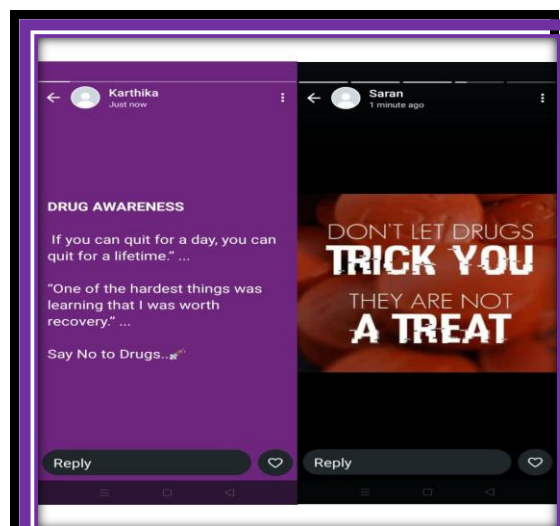 Karthika
Just now
DRUG AWARENESS
If you can quit for a day, you can
quit for a lifetime.” ...
“One of the hardest things was
learning that I was worth
recovery.” ...
Say No to Drugs..
Reply
Saran
1 minute ago
DON'T LET DRUGS
TRICK YOU
THEY ARE NOT
A TREAT
Reply